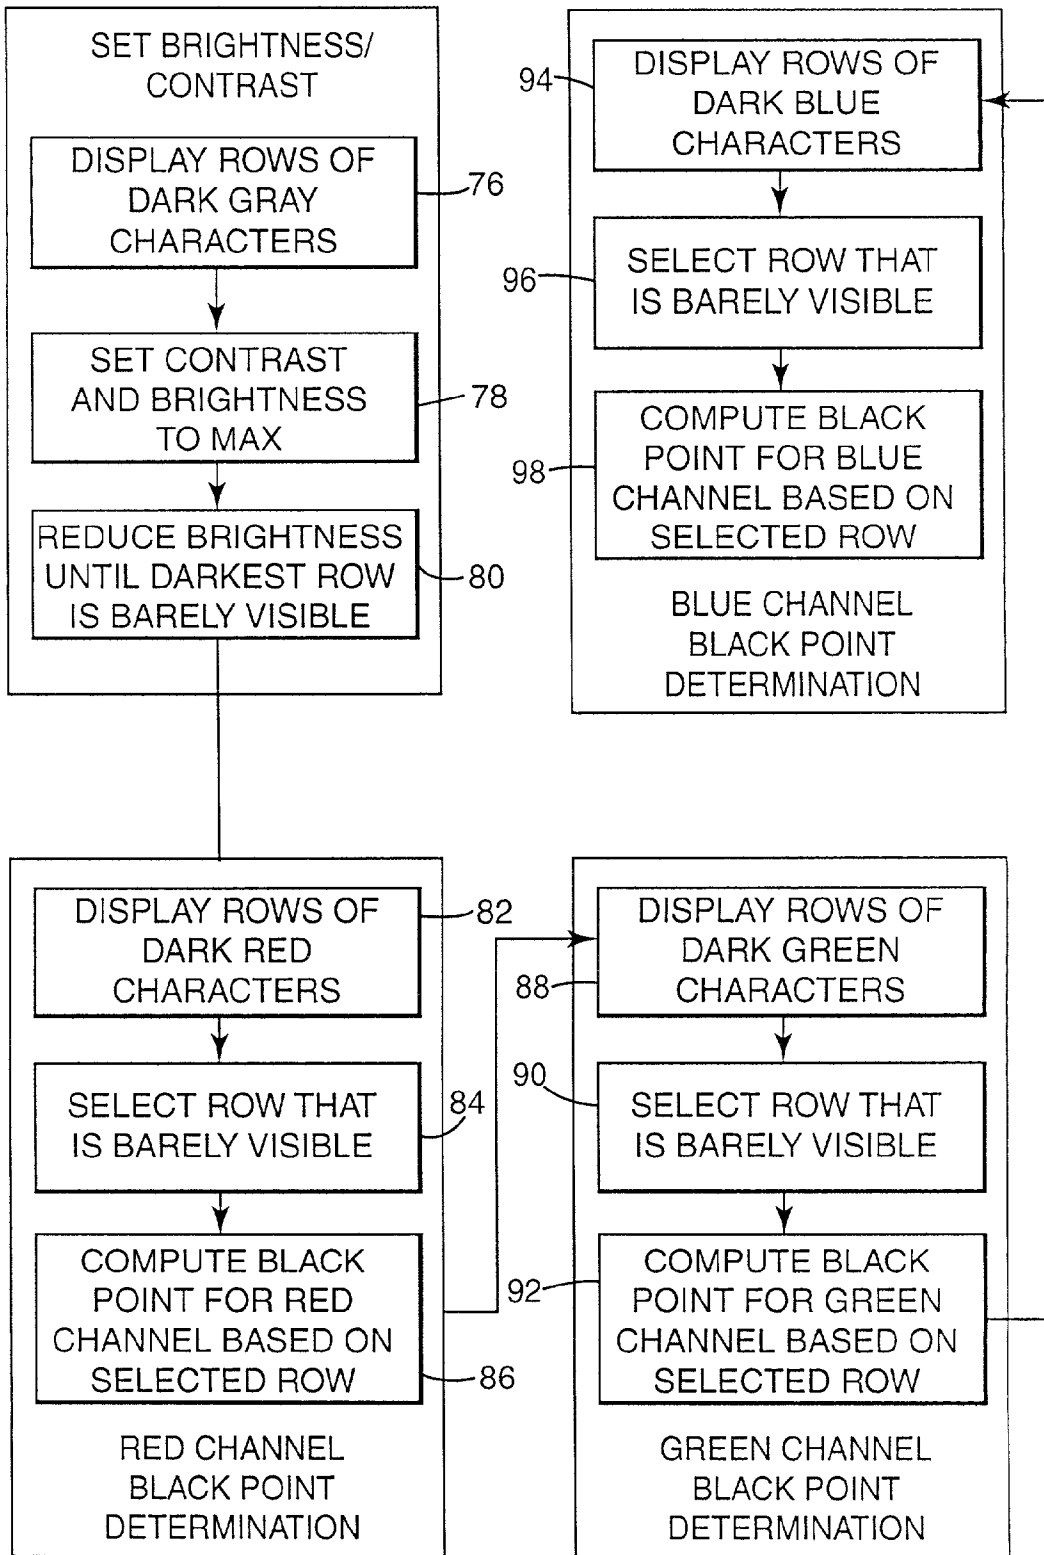 SET BRIGHTNESS/
CONTRAST
DISPLAY ROWS OF
DARK GRAY
CHARACTERS
76
SET CONTRAST
AND BRIGHTNESS
TO MAX
78
REDUCE BRIGHTNESS
UNTIL DARKEST ROW
IS BARELY VISIBLE
80
DISPLAY ROWS OF
DARK RED
CHARACTERS
82
SELECT ROW THAT
IS BARELY VISIBLE
84
COMPUTE BLACK
POINT FOR RED
CHANNEL BASED ON
SELECTED ROW
86
RED CHANNEL
BLACK POINT
DETERMINATION
DISPLAY ROWS OF
DARK GREEN
CHARACTERS
88
90
SELECT ROW THAT
IS BARELY VISIBLE
92
COMPUTE BLACK
POINT FOR GREEN
CHANNEL BASED ON
SELECTED ROW
GREEN CHANNEL
BLACK POINT
DETERMINATION
94
DISPLAY ROWS OF
DARK BLUE
CHARACTERS
96
SELECT ROW THAT
IS BARELY VISIBLE
98
COMPUTE BLACK
POINT FOR BLUE
CHANNEL BASED ON
SELECTED ROW
BLUE CHANNEL
BLACK POINT
DETERMINATION